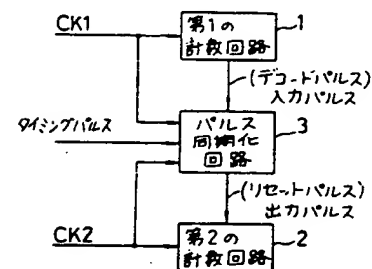 CK1
第1の
計数回路
1
(デコードパルス)
入力パルス
タイミングパルス
パルス
同期化
回路
3
(リセットパルス)
出力パルス
CK2
第2の
計数回路
2